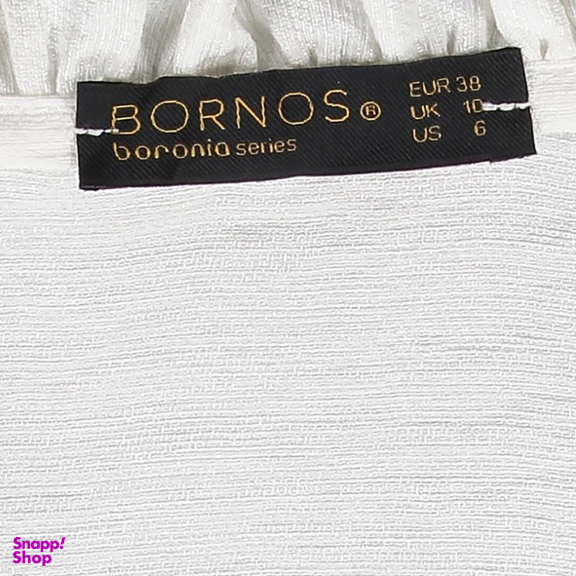 BORNOS®
boronia series
EUR 38
UK 10
US 6
Snapp!
Shop